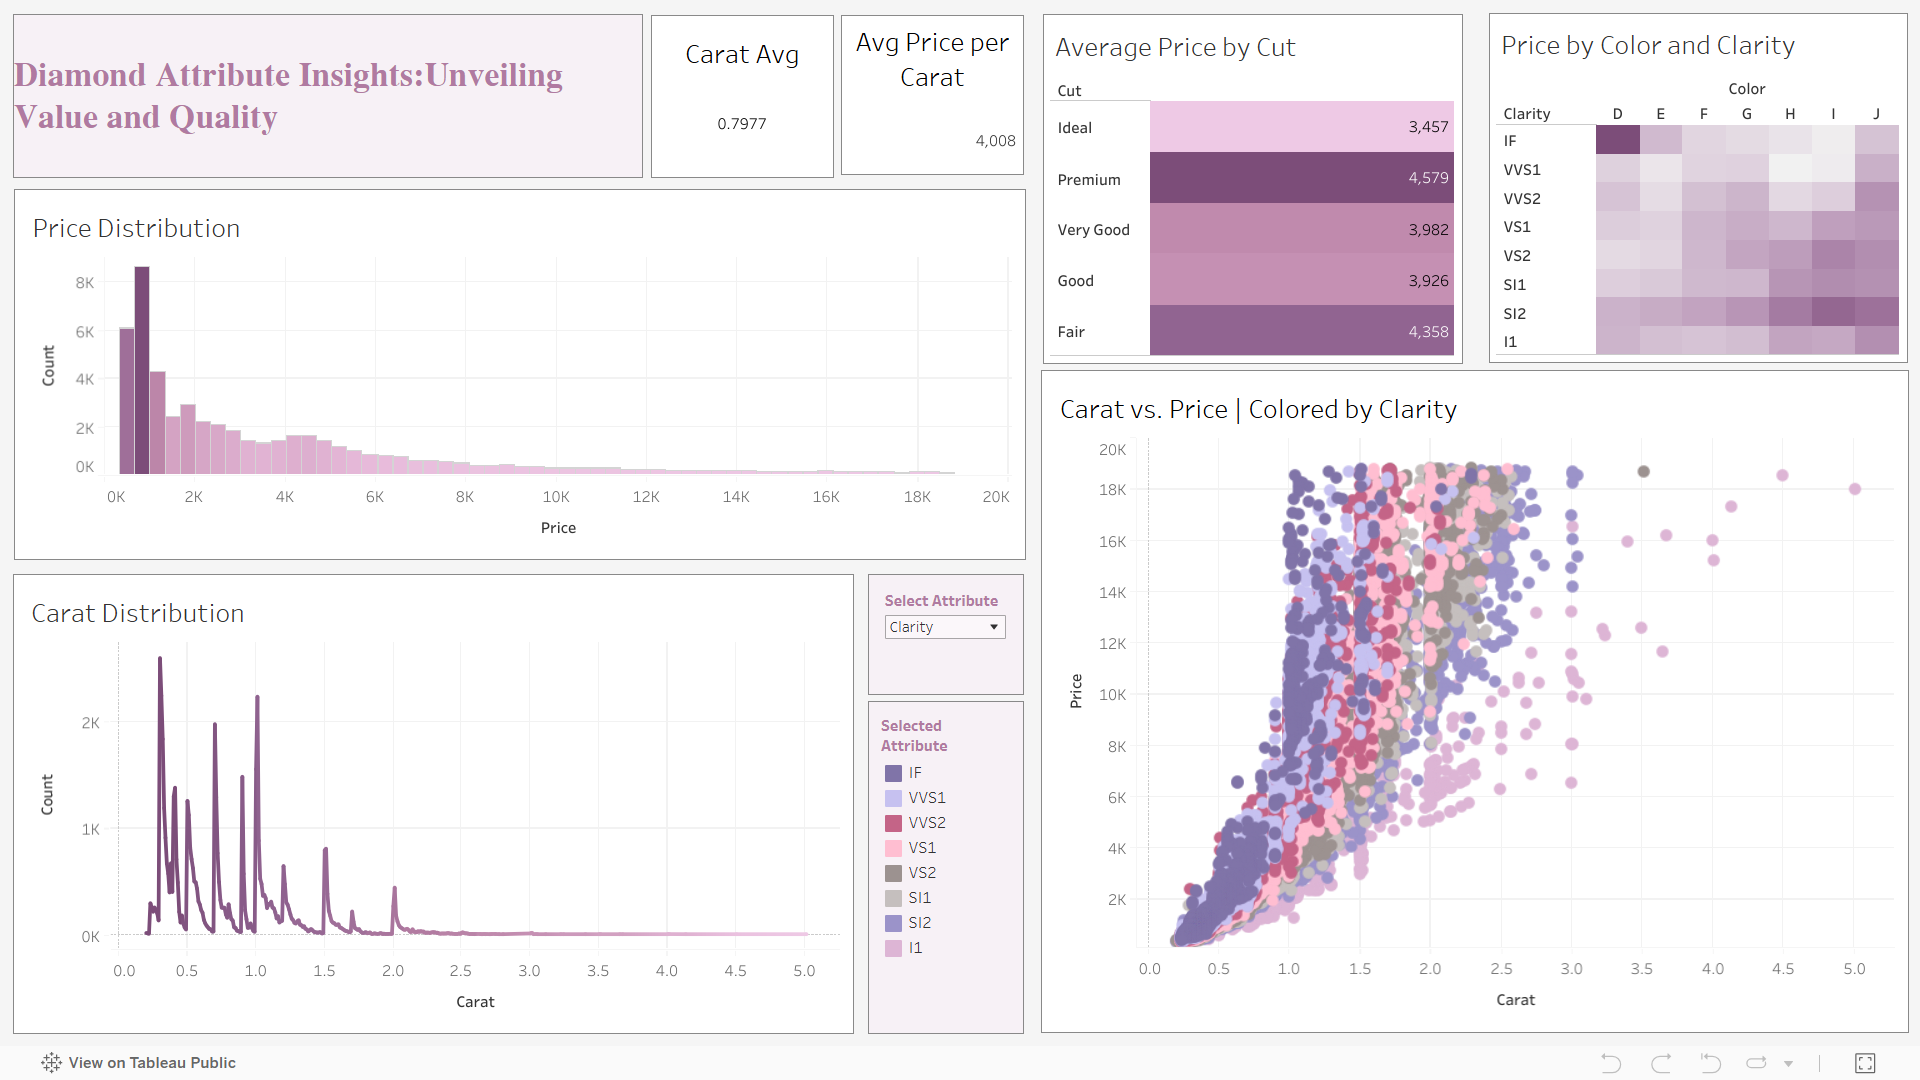 Diamond Attribute Insights:Unveiling
Value and Quality
Carat Avg
0.7977
Avg Price per
Carat
4,008
Average Price by Cut
Cut
Ideal 3,457
Premium 4,579
Very Good 3,982
Good 3,926
Fair 4,358
Price by Color and Clarity
Color
Clarity D E F G H I J
IF
VVS1
VVS2
VS1
VS2
SI1
SI2
I1
Price Distribution
Count
8K
6K
4K
2K
0K
0K 2K 4K 6K 8K 10K 12K 14K 16K 18K 20K
Price
Carat Distribution
Count
2K
1K
0K
0.0 0.5 1.0 1.5 2.0 2.5 3.0 3.5 4.0 4.5 5.0
Carat
Select Attribute
Clarity
Selected
Attribute
IF
VVS1
VVS2
VS1
VS2
SI1
SI2
I1
Carat vs. Price | Colored by Clarity
Price
20K
18K
16K
14K
12K
10K
8K
6K
4K
2K
0.0 0.5 1.0 1.5 2.0 2.5 3.0 3.5 4.0 4.5 5.0
Carat
View on Tableau Public